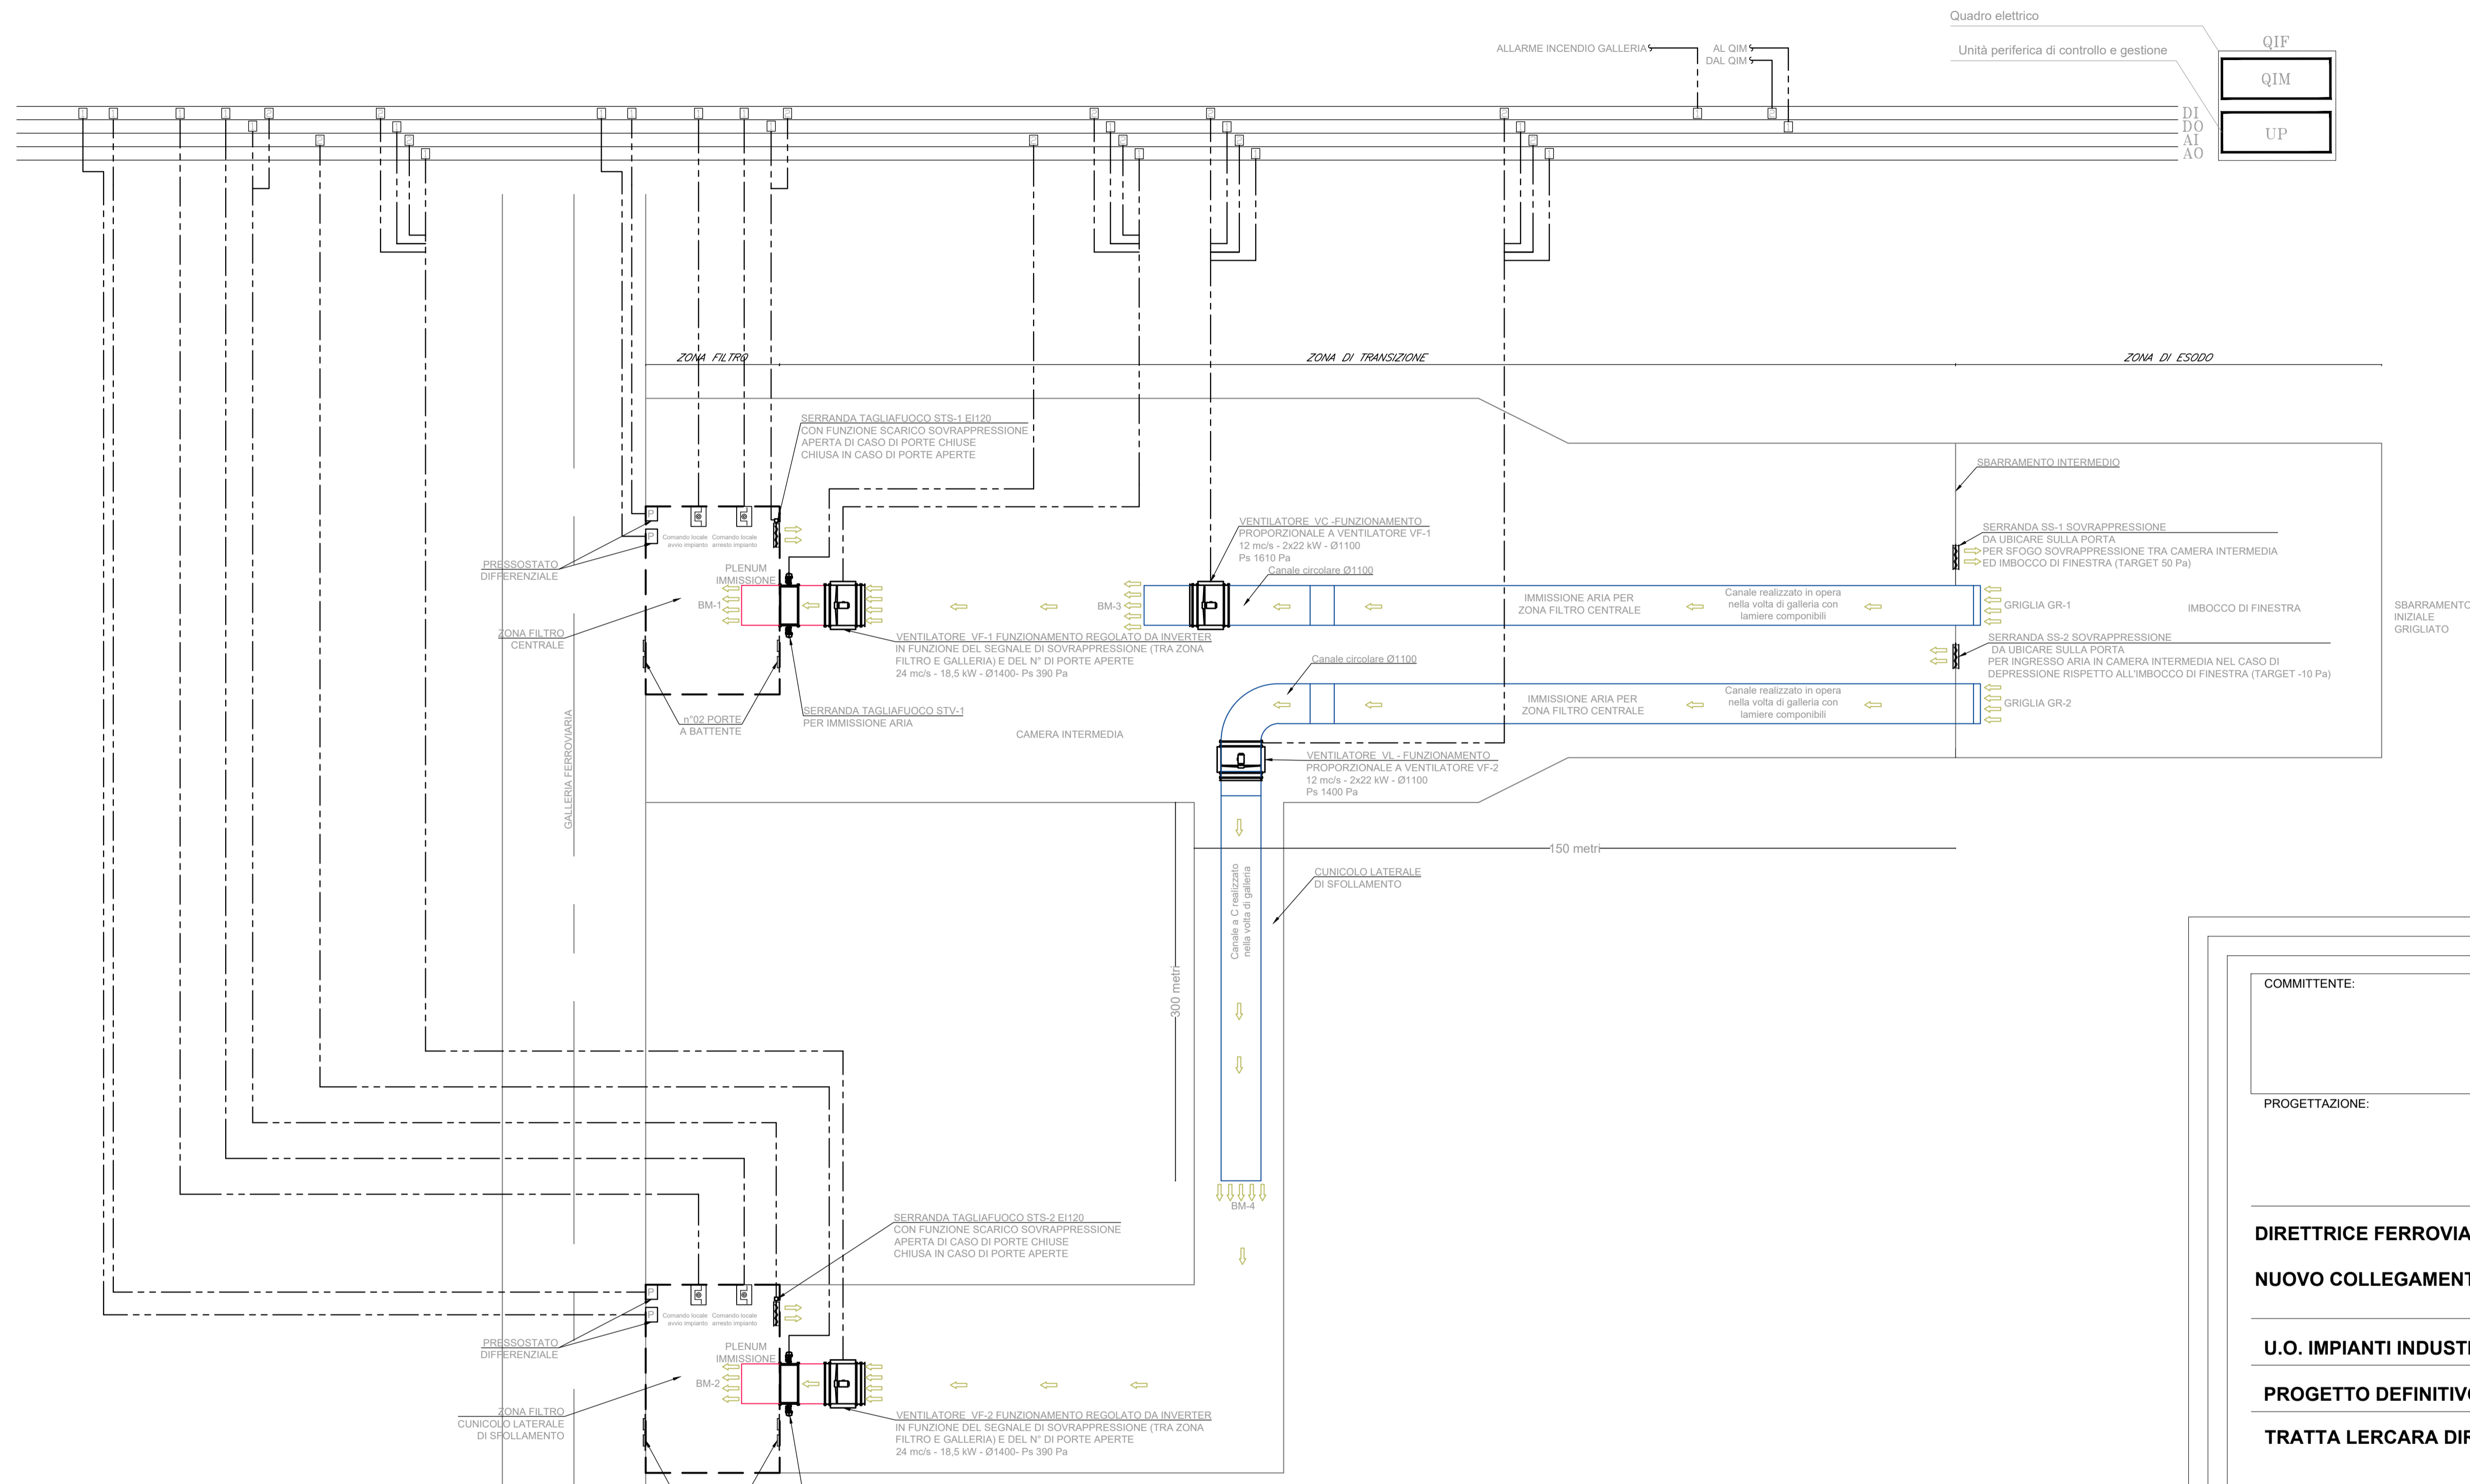 Quadro elettrico
Unità periferica di controllo e gestione
QIF
QIM
UP
ALLARME INCENDIO GALLERIA
AL QIM
DAL QIM
DI
DO
AI
AO
ZONA FILTRO
ZONA DI TRANSIZIONE
ZONA DI ESODO
SERRANDA TAGLIAFUOCO STS-1 EI120
CON FUNZIONE SCARICO SOVRAPPRESSIONE
APERTA DI CASO DI PORTE CHIUSE
CHIUSA IN CASO DI PORTE APERTE
SBARRAMENTO INTERMEDIO
P
P
Comando locale
avvio impianto
Comando locale
arresto impianto
PRESSOSTATO
DIFFERENZIALE
PLENUM
IMMISSIONE
BM-1
ZONA FILTRO
CENTRALE
VENTILATORE VC -FUNZIONAMENTO
PROPORZIONALE A VENTILATORE VF-1
12 mc/s - 2x22 kW - Ø1100
Ps 1610 Pa
Canale circolare Ø1100
SERRANDA SS-1 SOVRAPPRESSIONE
DA UBICARE SULLA PORTA
PER SFOGO SOVRAPPRESSIONE TRA CAMERA INTERMEDIA
ED IMBOCCO DI FINESTRA (TARGET 50 Pa)
BM-3
IMMISSIONE ARIA PER
ZONA FILTRO CENTRALE
Canale realizzato in opera
nella volta di galleria con
lamiere componibili
GRIGLIA GR-1
IMBOCCO DI FINESTRA
SBARRAMENTO
INIZIALE
GRIGLIATO
VENTILATORE VF-1 FUNZIONAMENTO REGOLATO DA INVERTER
IN FUNZIONE DEL SEGNALE DI SOVRAPPRESSIONE (TRA ZONA
FILTRO E GALLERIA) E DEL N° DI PORTE APERTE
24 mc/s - 18,5 kW - Ø1400- Ps 390 Pa
SERRANDA SS-2 SOVRAPPRESSIONE
DA UBICARE SULLA PORTA
PER INGRESSO ARIA IN CAMERA INTERMEDIA NEL CASO DI
DEPRESSIONE RISPETTO ALL'IMBOCCO DI FINESTRA (TARGET -10 Pa)
Canale circolare Ø1100
IMMISSIONE ARIA PER
ZONA FILTRO CENTRALE
Canale realizzato in opera
nella volta di galleria con
lamiere componibili
GRIGLIA GR-2
n°02 PORTE
A BATTENTE
SERRANDA TAGLIAFUOCO STV-1
PER IMMISSIONE ARIA
CAMERA INTERMEDIA
GALLERIA FERROVIARIA
VENTILATORE VL - FUNZIONAMENTO
PROPORZIONALE A VENTILATORE VF-2
12 mc/s - 2x22 kW - Ø1100
Ps 1400 Pa
150 metri
CUNICOLO LATERALE
DI SFOLLAMENTO
Canale a C realizzato
nella volta di galleria
300 metri
BM-4
COMMITTENTE:
PROGETTAZIONE:
DIRETTRICE FERROVIA
NUOVO COLLEGAMENT
U.O. IMPIANTI INDUSTI
PROGETTO DEFINITIVO
TRATTA LERCARA DIR
SERRANDA TAGLIAFUOCO STS-2 EI120
CON FUNZIONE SCARICO SOVRAPPRESSIONE
APERTA DI CASO DI PORTE CHIUSE
CHIUSA IN CASO DI PORTE APERTE
P
P
Comando locale
avvio impianto
Comando locale
arresto impianto
PRESSOSTATO
DIFFERENZIALE
PLENUM
IMMISSIONE
BM-2
ZONA FILTRO
CUNICOLO LATERALE
DI SFOLLAMENTO
VENTILATORE VF-2 FUNZIONAMENTO REGOLATO DA INVERTER
IN FUNZIONE DEL SEGNALE DI SOVRAPPRESSIONE (TRA ZONA
FILTRO E GALLERIA) E DEL N° DI PORTE APERTE
24 mc/s - 18,5 kW - Ø1400- Ps 390 Pa